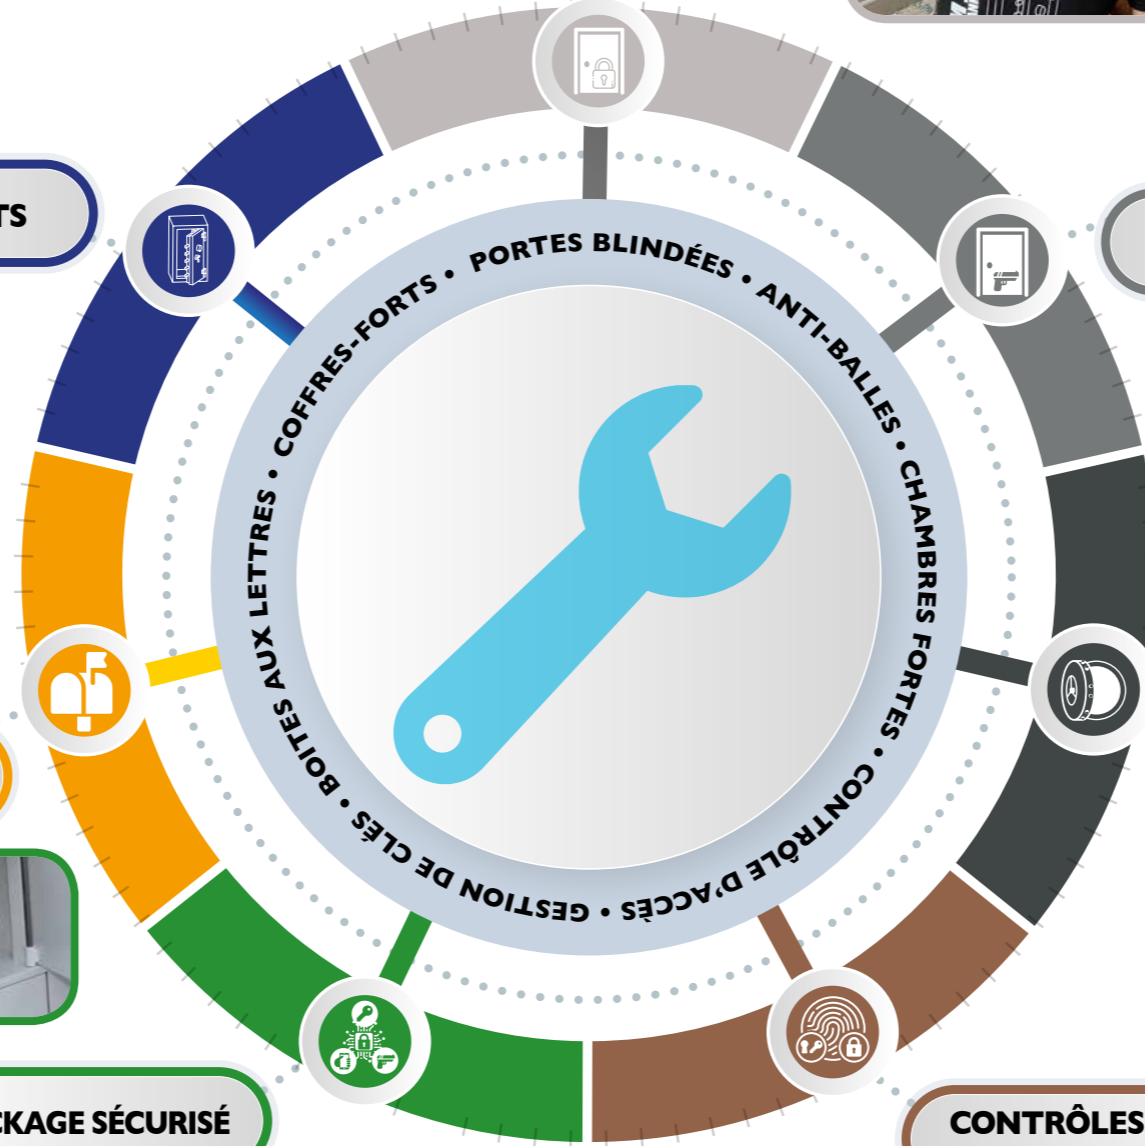 TS
PORTES BLINDÉES • ANTI-BALLES • CHAMBRES FORTES • CONTRÔLE D'ACCÈS • GESTION DE CLÉS • BOITES AUX LETTRES • COFFRES-FORTS •
CKAGE SÉCURISÉ
CONTRÔLES